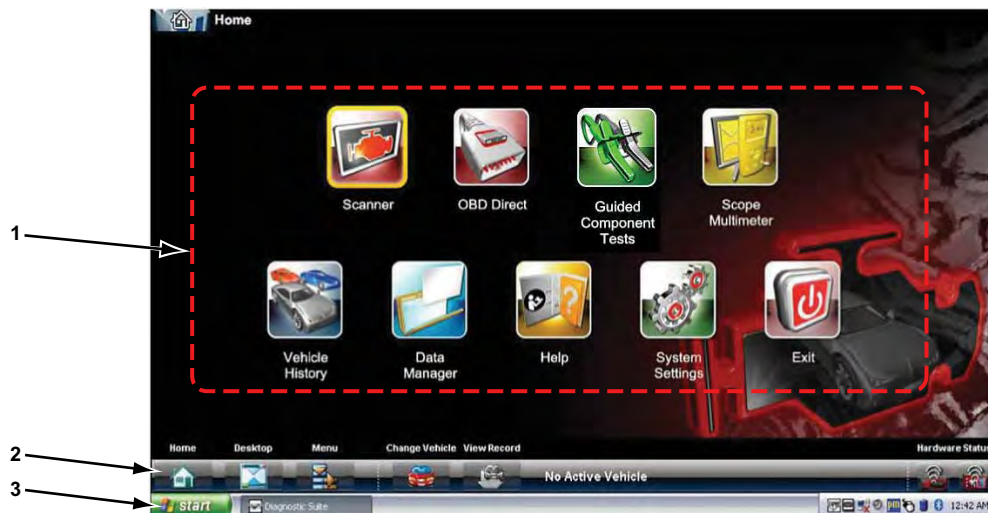 Home
Scanner
OBD Direct
Guided
Component
Tests
Scope
Multimeter
1
Vehicle
History
Data
Manager
Help
System
Settings
Exit
Home Desktop Menu Change Vehicle View Record Hardware Status
2
No Active Vehicle
3
start
Diagnostic Suite
12:42 AM